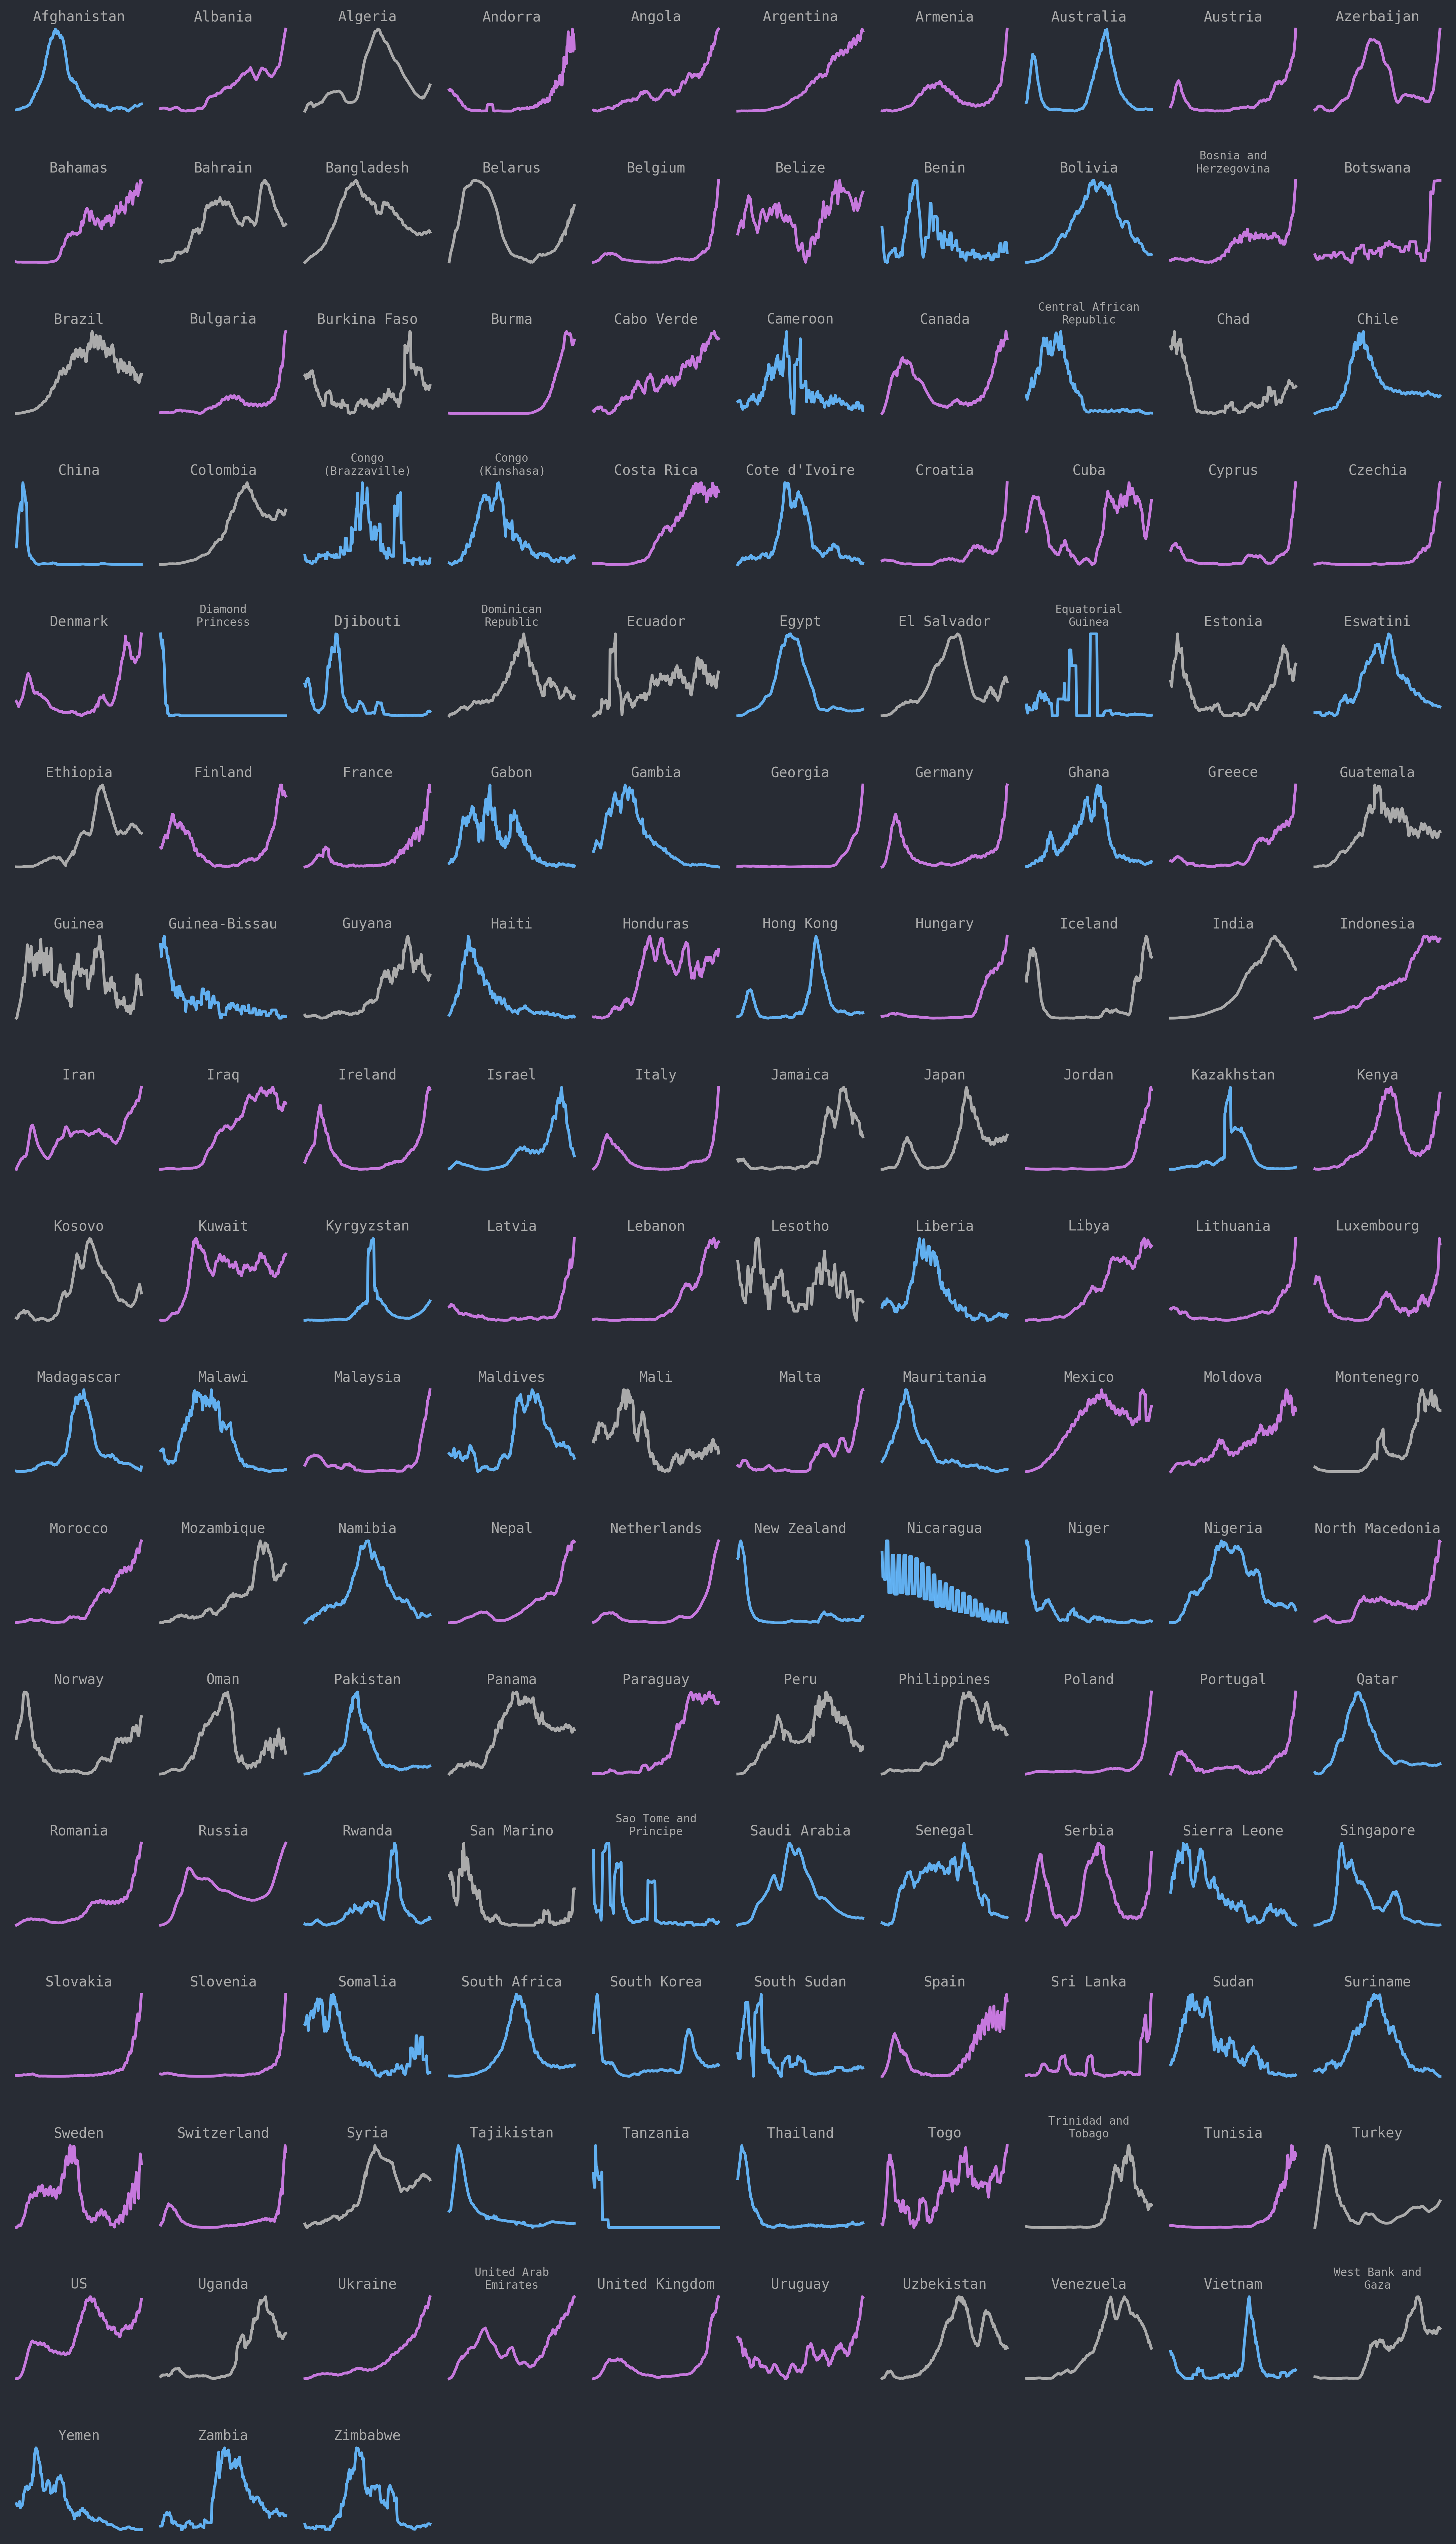 Afghanistan
Albania
Algeria
Andorra
Angola
Argentina
Armenia
Australia
Austria
Azerbaijan
Bahamas
Bahrain
Bangladesh
Belarus
Belgium
Belize
Benin
Bolivia
Bosnia and
Herzegovina
Botswana
Brazil
Bulgaria
Burkina Faso
Burma
Cabo Verde
Cameroon
Canada
Central African
Republic
Chad
Chile
China
Colombia
Congo
(Brazzaville)
Congo
(Kinshasa)
Costa Rica
Cote d'Ivoire
Croatia
Cuba
Cyprus
Czechia
Denmark
Diamond
Princess
Djibouti
Dominican
Republic
Ecuador
Egypt
El Salvador
Equatorial
Guinea
Estonia
Eswatini
Ethiopia
Finland
France
Gabon
Gambia
Georgia
Germany
Ghana
Greece
Guatemala
Guinea
Guinea-Bissau
Guyana
Haiti
Honduras
Hong Kong
Hungary
Iceland
India
Indonesia
Iran
Iraq
Ireland
Israel
Italy
Jamaica
Japan
Jordan
Kazakhstan
Kenya
Kosovo
Kuwait
Kyrgyzstan
Latvia
Lebanon
Lesotho
Liberia
Libya
Lithuania
Luxembourg
Madagascar
Malawi
Malaysia
Maldives
Mali
Malta
Mauritania
Mexico
Moldova
Montenegro
Morocco
Mozambique
Namibia
Nepal
Netherlands
New Zealand
Nicaragua
Niger
Nigeria
North Macedonia
Norway
Oman
Pakistan
Panama
Paraguay
Peru
Philippines
Poland
Portugal
Qatar
Romania
Russia
Rwanda
San Marino
Sao Tome and
Principe
Saudi Arabia
Senegal
Serbia
Sierra Leone
Singapore
Slovakia
Slovenia
Somalia
South Africa
South Korea
South Sudan
Spain
Sri Lanka
Sudan
Suriname
Sweden
Switzerland
Syria
Tajikistan
Tanzania
Thailand
Togo
Trinidad and
Tobago
Tunisia
Turkey
US
Uganda
Ukraine
United Arab
Emirates
United Kingdom
Uruguay
Uzbekistan
Venezuela
Vietnam
West Bank and
Gaza
Yemen
Zambia
Zimbabwe